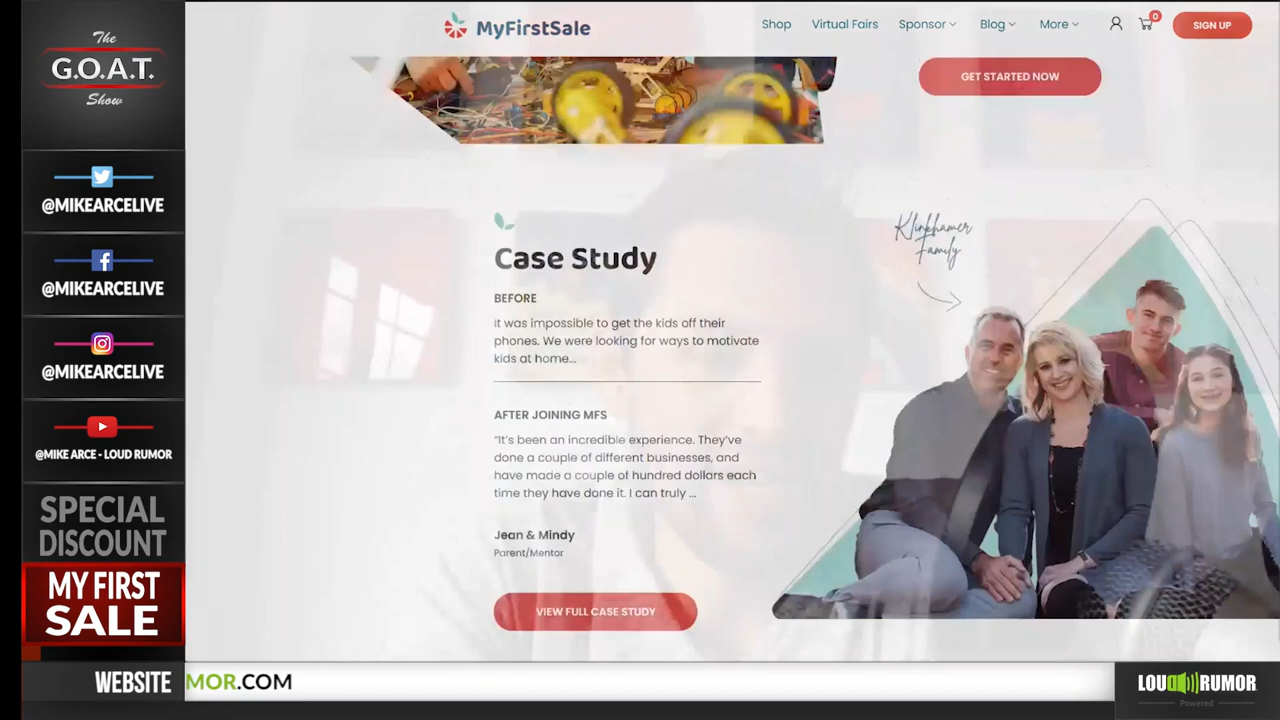 The
G.O.A.T.
Show
@MIKEARCELIVE
@MIKEARCELIVE
@MIKEARCELIVE
@MIKE ARCE - LOUD RUMOR
SPECIAL
DISCOUNT
MY FIRST
SALE
WEBSITE
MOR.COM
MyFirstSale
Shop
Virtual Fairs
Sponsor
Blog
More
0
SIGN UP
GET STARTED NOW
Case Study
BEFORE
it was impossible to get the kids off their
phones. We were looking for ways to motivate
kids at home...
AFTER JOINING MFS
"It's been an incredible experience. They've
done a couple of different businesses, and
have made a couple of hundred dollars each
time they have done it. I can truly ...
Jean & Mindy
Parent/Mentor
VIEW FULL CASE STUDY
Klinkhamer
Family
LOUD RUMOR
Powered